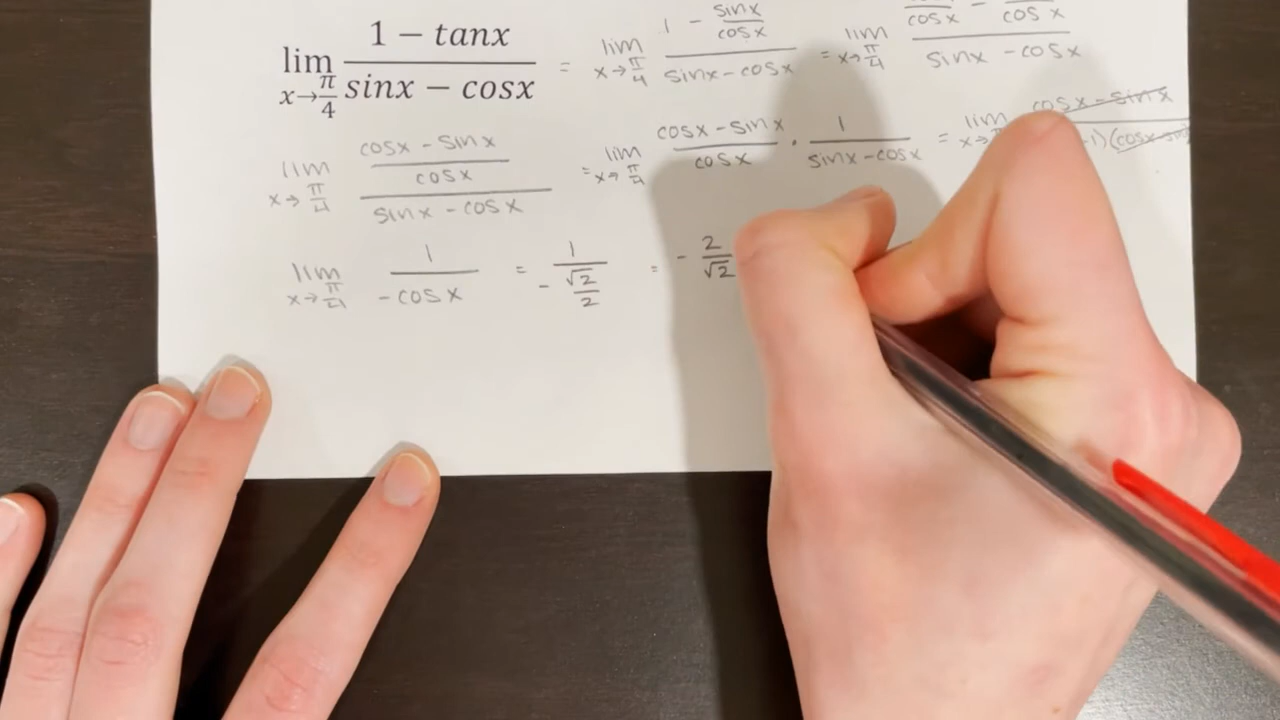 lim x→π/4 (1 − tanx)/(sinx − cosx) = lim x→π/4 (1 − sinx/cosx)/(sinx − cosx) = lim x→π/4 (cosx − cosx)/(sinx − cosx)
lim x→π/4 ((cosx − sinx)/cosx)/(sinx − cosx) = lim x→π/4 (cosx − sinx)/cosx · 1/(sinx − cosx) = lim x→ (cosx − sinx)/(1)(cosx − sin
lim x→π/4 1/(−cosx) = 1/(−√2/2) = − 2/√2